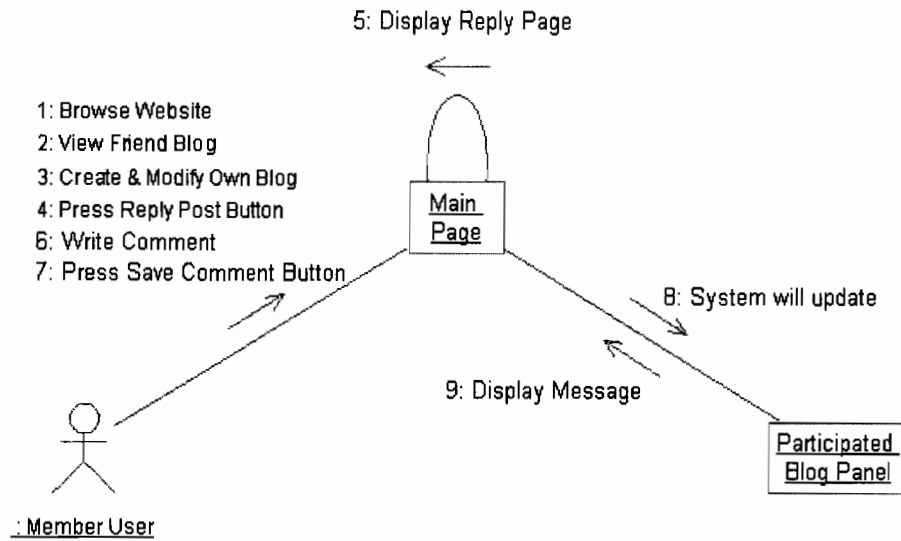 5: Display Reply Page
1: Browse Website
2: View Friend Blog
3: Create & Modify Own Blog
4: Press Reply Post Button
6: Write Comment
7: Press Save Comment Button
Main
Page
8: System will update
9: Display Message
Participated
Blog Panel
: Member User